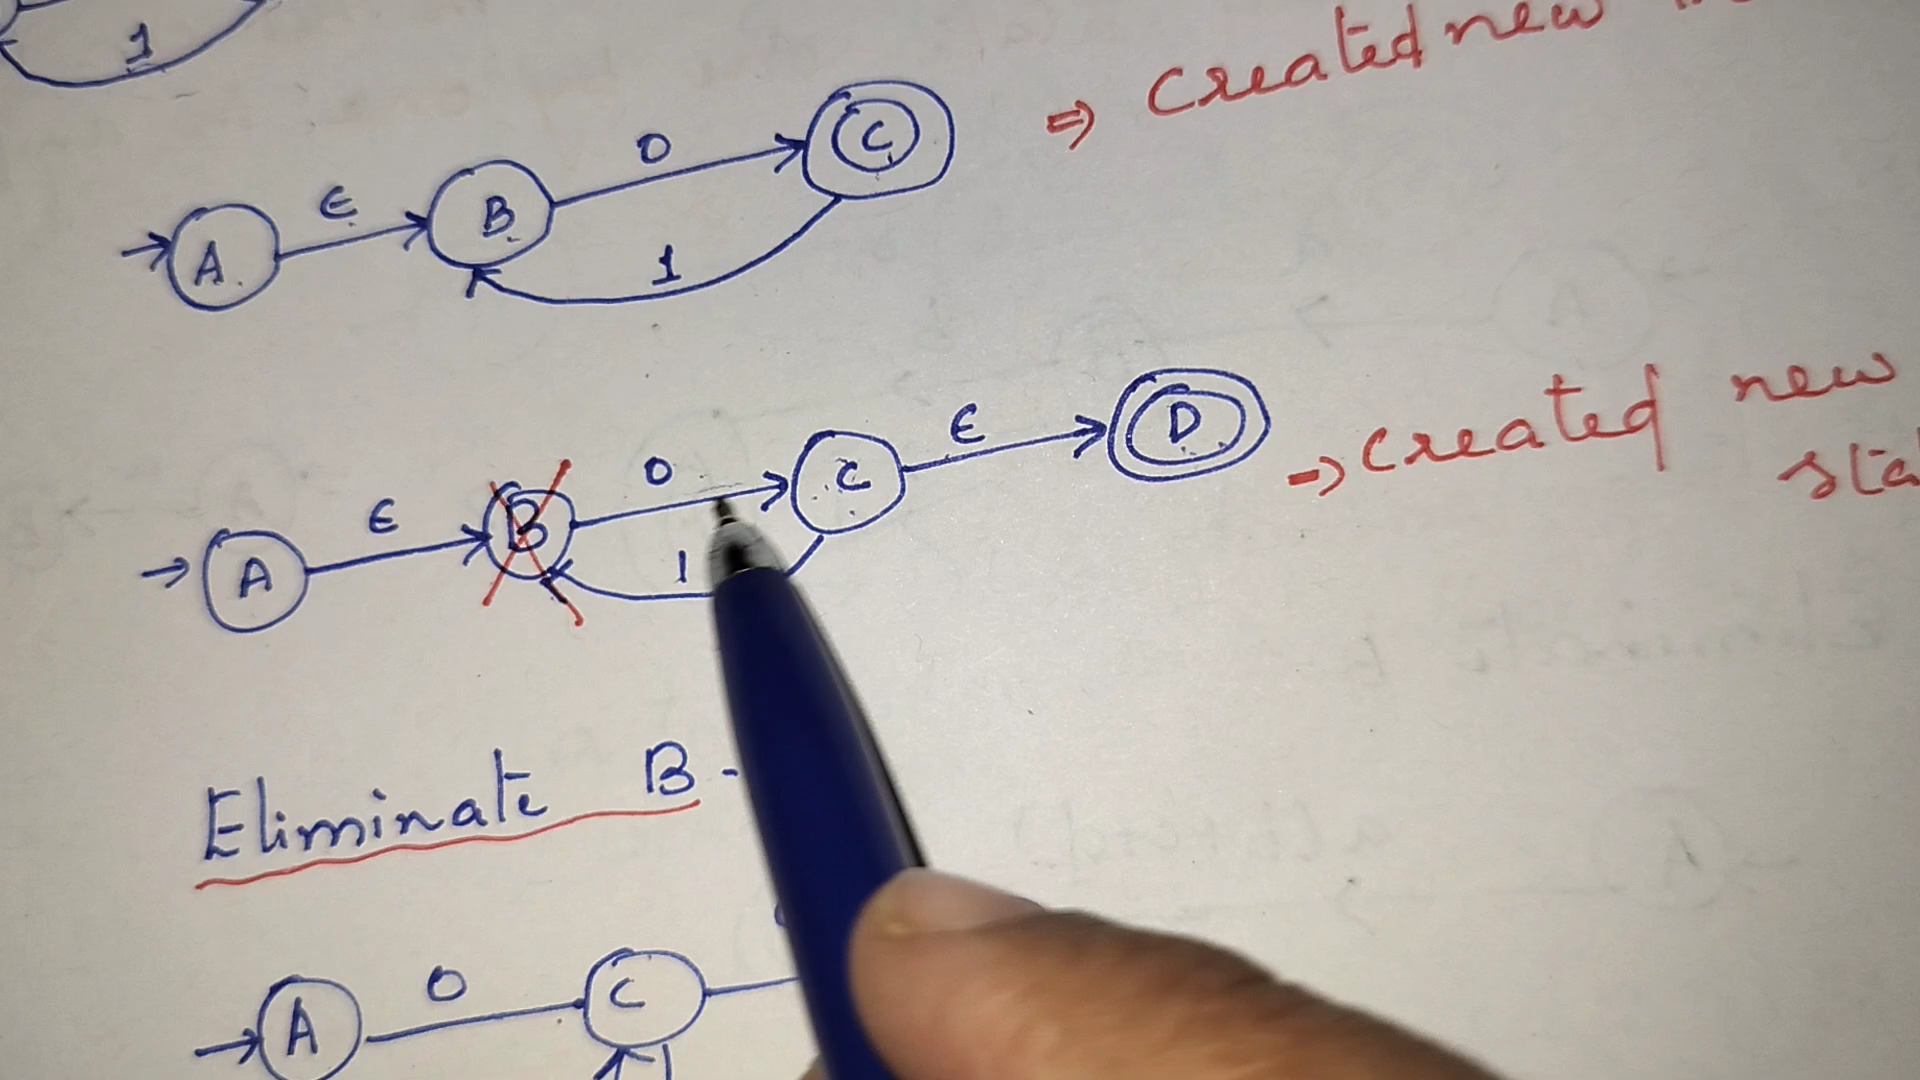 1
⇒ Created new
A ε B 0 C
1
A ε B 0 C ε D
1
⇒ created new
Eliminate B -
A 0 C